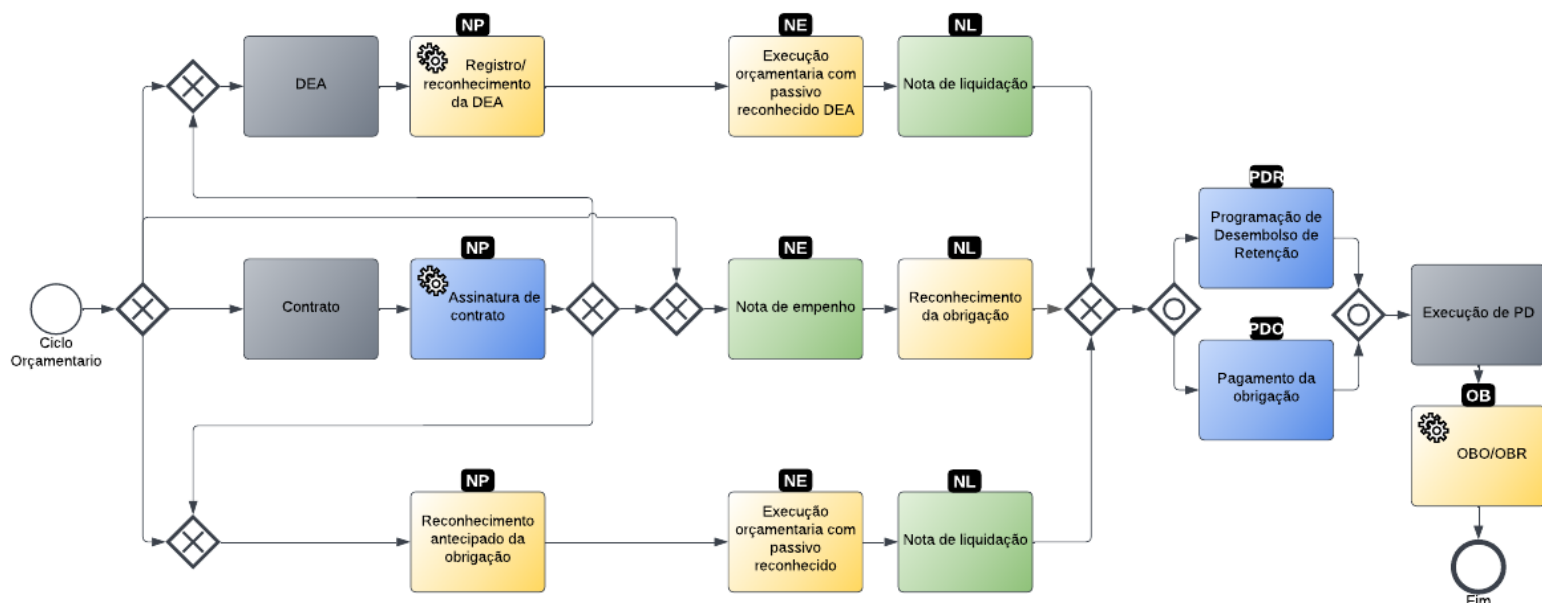 NP
NE
NL
DEA
Registro/
reconhecimento
da DEA
Execução
orçamentaria com
passivo
reconhecido DEA
Nota de liquidação
PDR
Programação de
Desembolso de
Retenção
NP
NE
NL
Ciclo
Orçamentario
Contrato
Assinatura de
contrato
Nota de empenho
Reconhecimento
da obrigação
Execução de PD
PDO
Pagamento da
obrigação
OB
OBO/OBR
NP
NE
NL
Reconhecimento
antecipado da
obrigação
Execução
orçamentaria com
passivo
reconhecido
Nota de liquidação
Fim